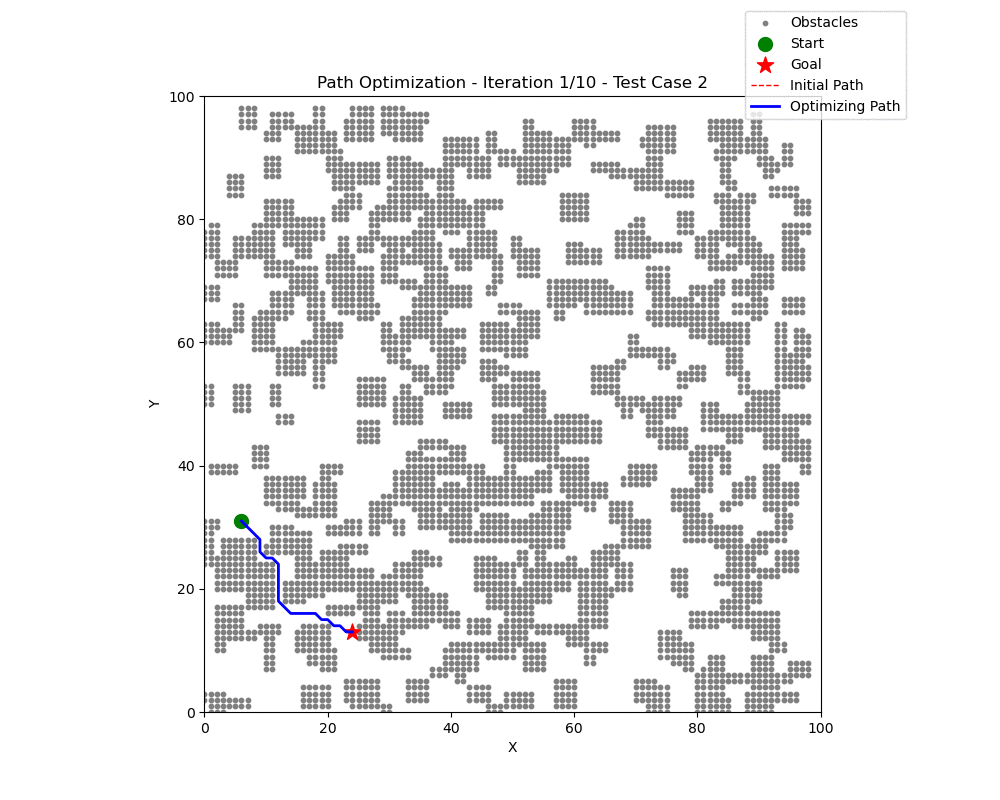 Obstacles
Start
Goal
Initial Path
Optimizing Path
Path Optimization - Iteration 1/10 - Test Case 2
100
80
60
40
20
0
Y
0 20 40 60 80 100
X